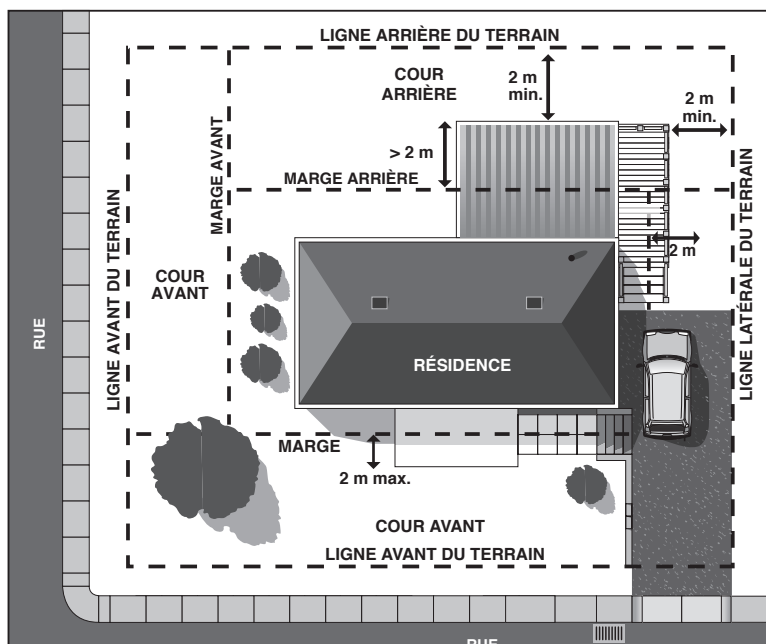 LIGNE ARRIÈRE DU TERRAIN
COUR
ARRIÈRE
2 m
min.
2 m
min.
> 2 m
MARGE AVANT
MARGE ARRIÈRE
LIGNE AVANT DU TERRAIN
COUR
AVANT
2 m
RUE
RÉSIDENCE
LIGNE LATÉRALE DU TERRAIN
MARGE
2 m max.
COUR AVANT
LIGNE AVANT DU TERRAIN
RUE